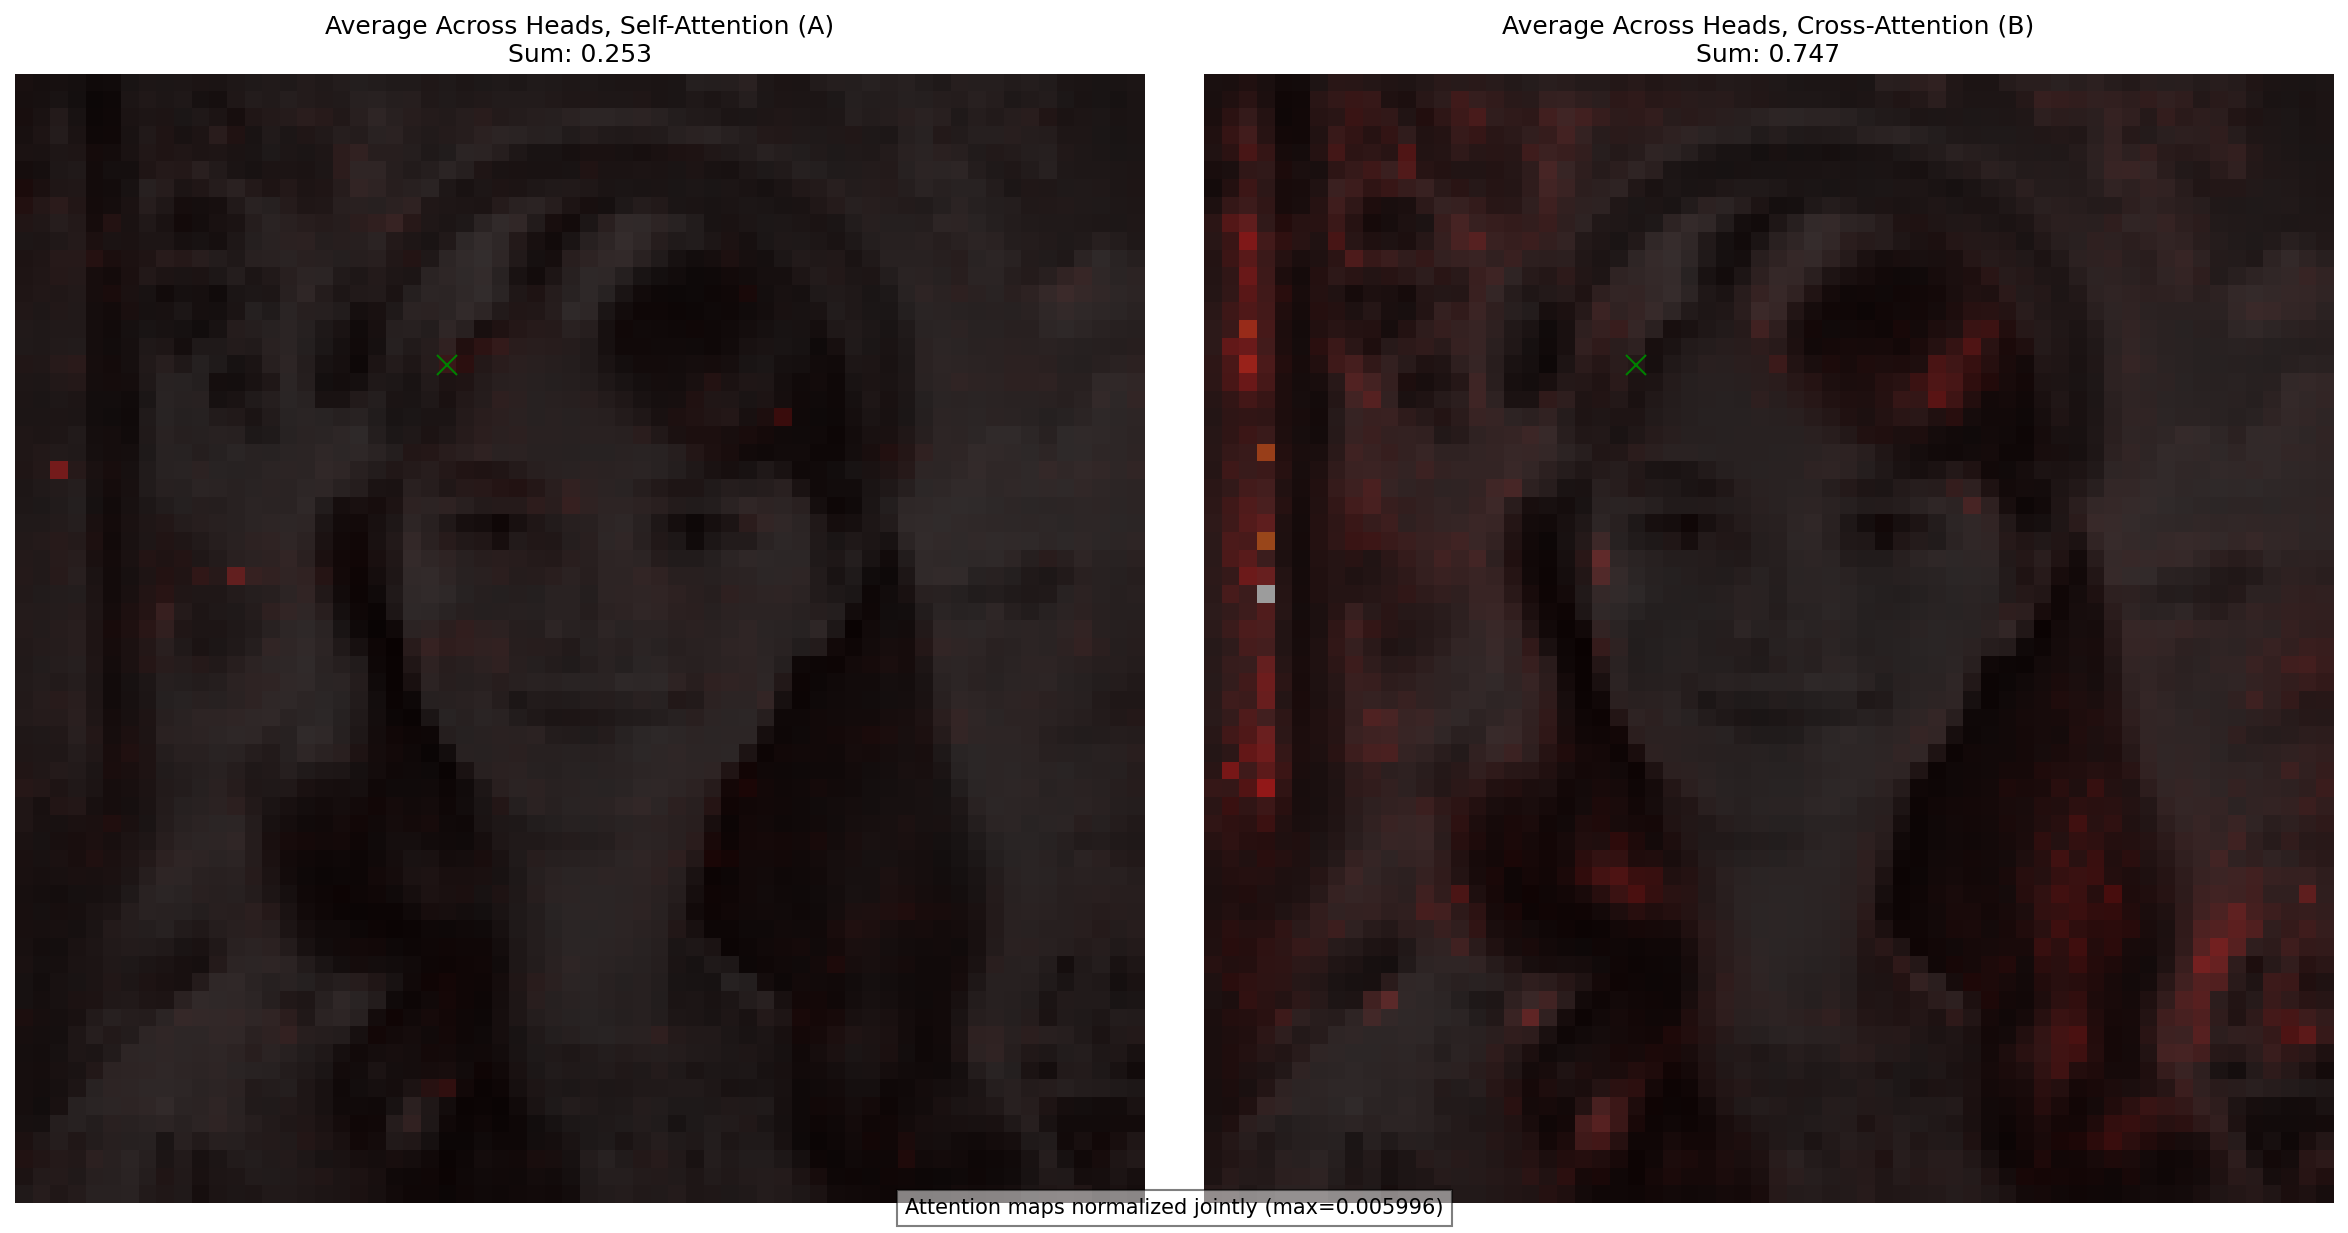 Average Across Heads, Self-Attention (A)
Sum: 0.253
Average Across Heads, Cross-Attention (B)
Sum: 0.747
Attention maps normalized jointly (max=0.005996)